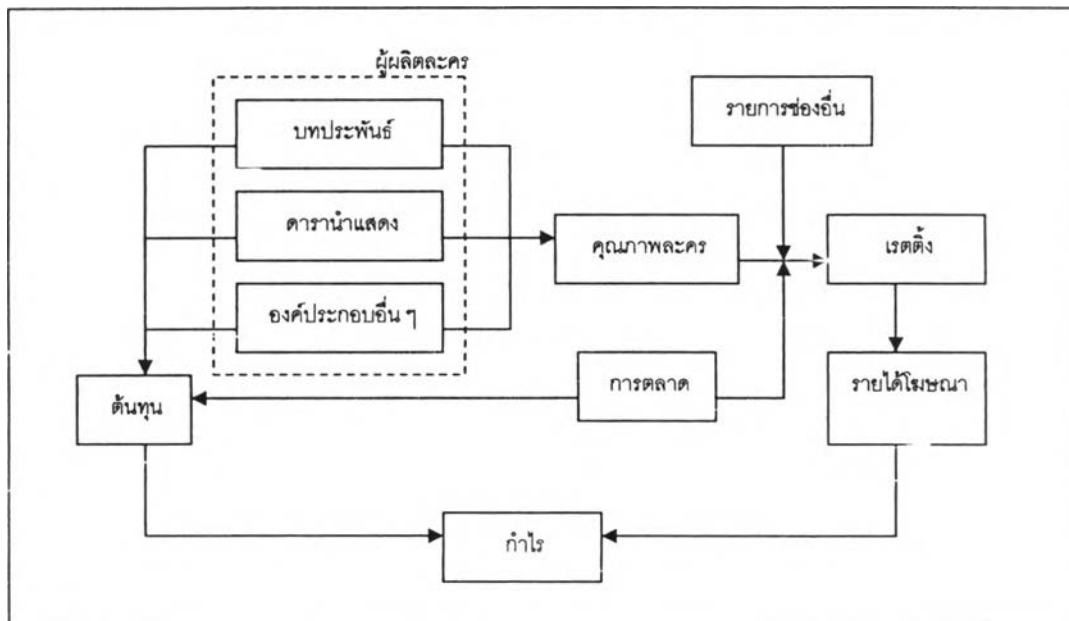 ผู้ผลิตละคร
บทประพันธ์
รายการช่องอื่น
ดารานำแสดง
คุณภาพละคร
เรตติ้ง
องค์ประกอบอื่น ๆ
การตลาด
รายได้โฆษณา
ต้นทุน
กำไร